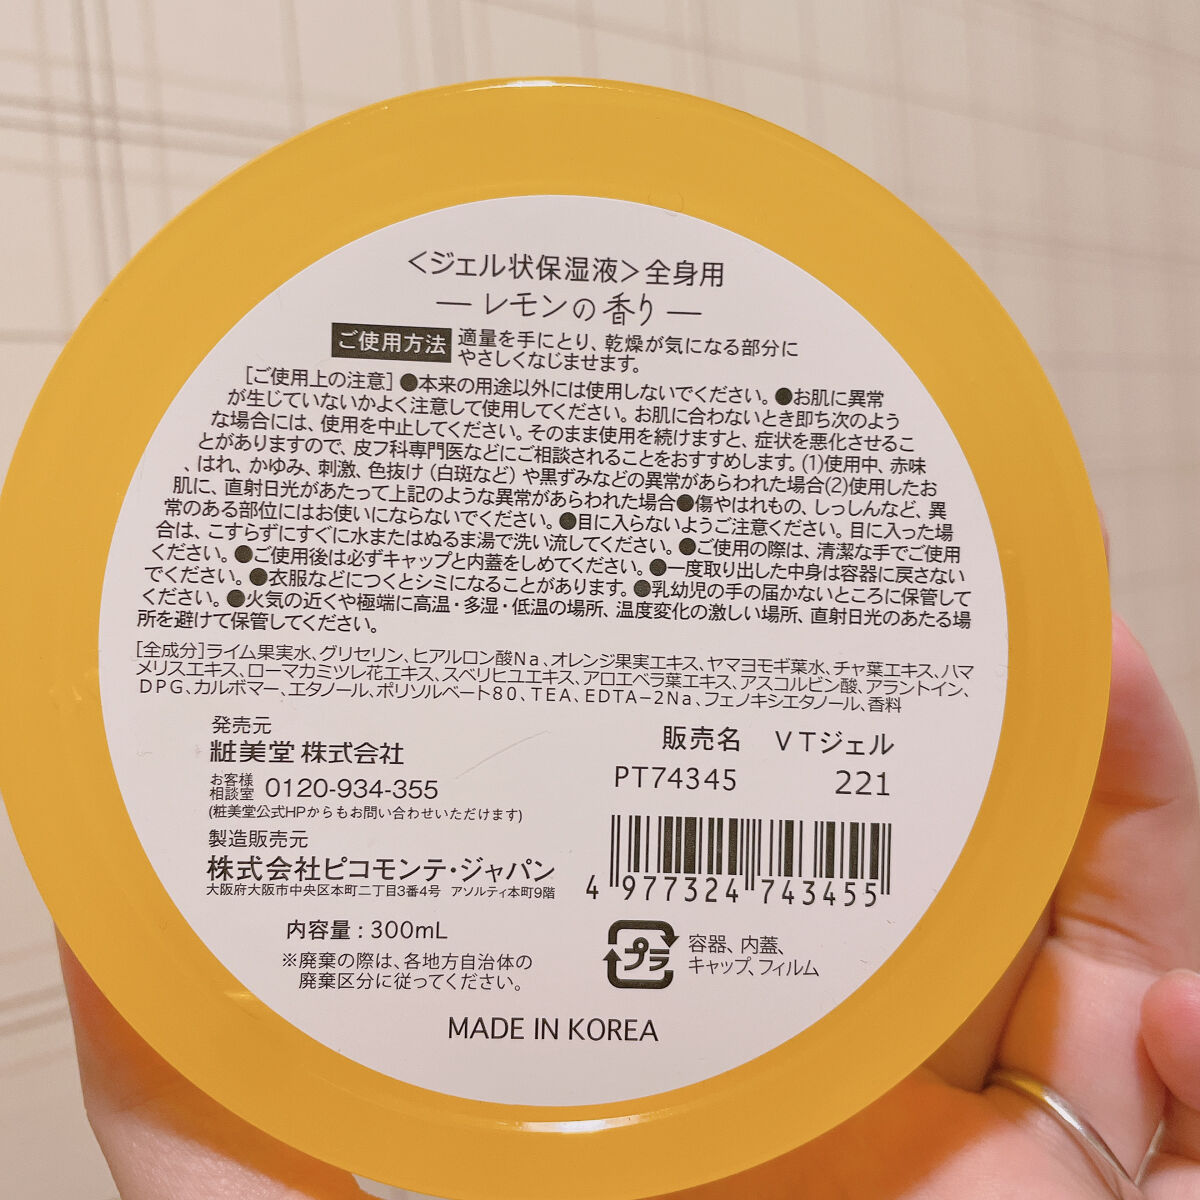 ＜ジェル状保湿液＞全身用
― レモンの香り ―
ご使用方法 適量を手にとり、乾燥が気になる部分に
やさしくなじませます。
［ご使用上の注意］●本来の用途以外には使用しないでください。●お肌に異常
が生じていないかよく注意して使用してください。お肌に合わないとき即ち次のよう
な場合には、使用を中止してください。そのまま使用を続けますと、症状を悪化させるこ
とがありますので、皮フ科専門医などにご相談されることをおすすめします。(1)使用中、赤味
、はれ、かゆみ、刺激、色抜け（白斑など）や黒ずみなどの異常があらわれた場合(2)使用したお
肌に、直射日光があたって上記のような異常があらわれた場合●傷やはれもの、しっしんなど、異
常のある部位にはお使いにならないでください。●目に入らないようご注意ください。目に入った場
合は、こすらずにすぐに水またはぬるま湯で洗い流してください。●ご使用の際は、清潔な手でご使用
ください。●ご使用後は必ずキャップと内蓋をしめてください。●一度取り出した中身は容器に戻さない
でください。●衣服などにつくとシミになることがあります。●乳幼児の手の届かないところに保管して
ください。●火気の近くや極端に高温・多湿・低温の場所、温度変化の激しい場所、直射日光のあたる場
所を避けて保管してください。
［全成分］ライム果実水、グリセリン、ヒアルロン酸Ｎａ、オレンジ果実エキス、ヤマヨモギ葉水、チャ葉エキス、ハマ
メリスエキス、ローマカミツレ花エキス、スベリヒユエキス、アロエベラ葉エキス、アスコルビン酸、アラントイン、
ＤＰＧ、カルボマー、エタノール、ポリソルベート８０、ＴＥＡ、ＥＤＴＡ－２Ｎａ、フェノキシエタノール、香料
発売元
粧美堂 株式会社
お客様
相談室 0120-934-355
(粧美堂公式HPからもお問い合わせいただけます)
製造販売元
株式会社ピコモンテ・ジャパン
大阪府大阪市中央区本町二丁目3番4号 アソルティ本町9階
販売名 ＶＴジェル
PT74345 221
4 977324 743455
内容量：300mL
※廃棄の際は、各地方自治体の
廃棄区分に従ってください。
プラ
容器、内蓋、
キャップ、フィルム
MADE IN KOREA